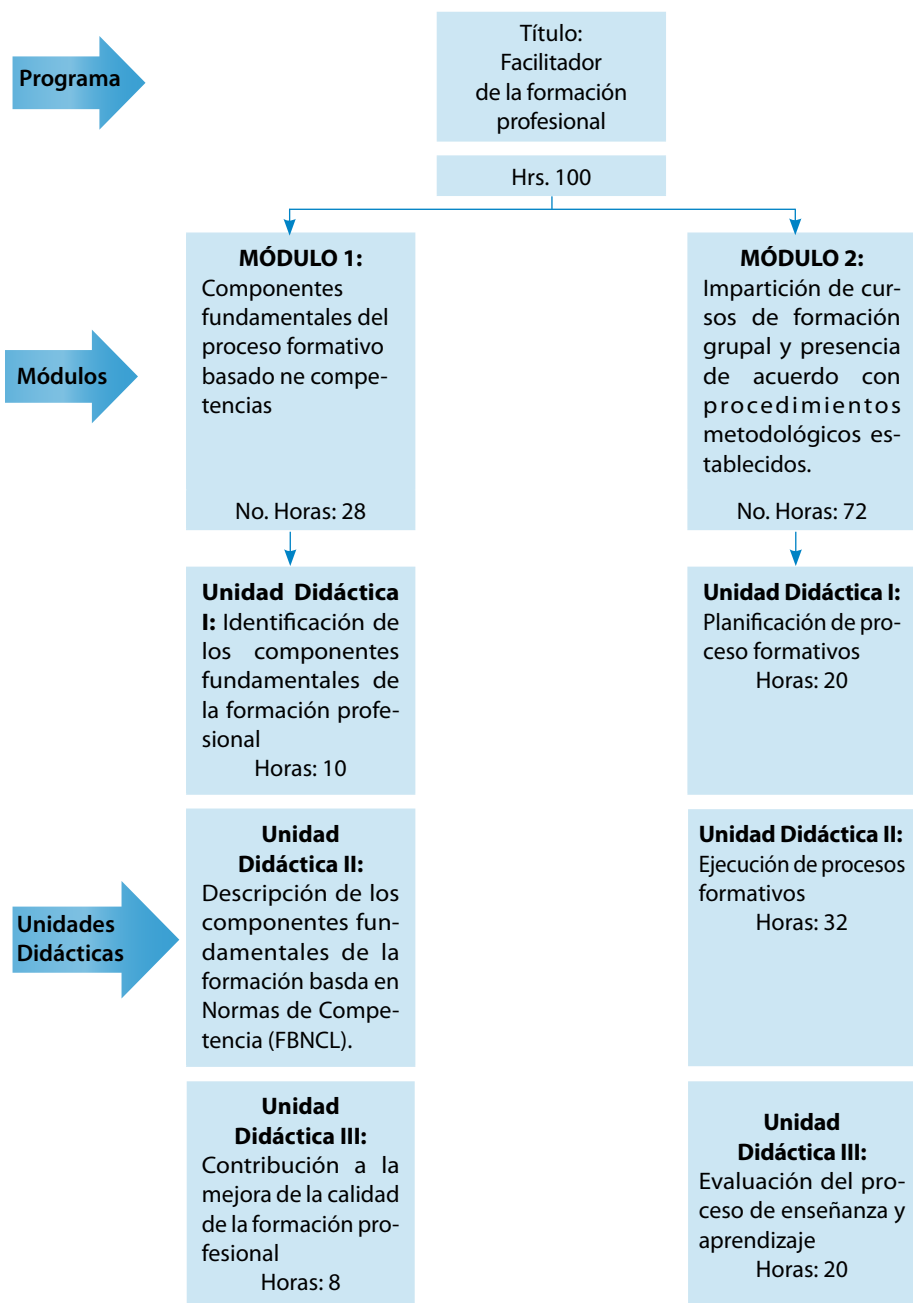 Programa
Título:
Facilitador
de la formación
profesional
Hrs. 100
Módulos
MÓDULO 1:
Componentes
fundamentales del
proceso formativo
basado ne compe-
tencias
No. Horas: 28
MÓDULO 2:
Impartición de cur-
sos de formación
grupal y presencia
de acuerdo con
procedimientos
metodológicos es-
tablecidos.
No. Horas: 72
Unidades
Didácticas
Unidad Didáctica
I: Identificación de
los componentes
fundamentales de
la formación profe-
sional
Horas: 10
Unidad Didáctica I:
Planificación de pro-
ceso formativos
Horas: 20
Unidad
Didáctica II:
Descripción de los
componentes fun-
damentales de la
formación basda en
Normas de Compe-
tencia (FBNCL).
Unidad Didáctica II:
Ejecución de procesos
formativos
Horas: 32
Unidad
Didáctica III:
Contribución a la
mejora de la calidad
de la formación pro-
fesional
Horas: 8
Unidad
Didáctica III:
Evaluación del pro-
ceso de enseñanza y
aprendizaje
Horas: 20